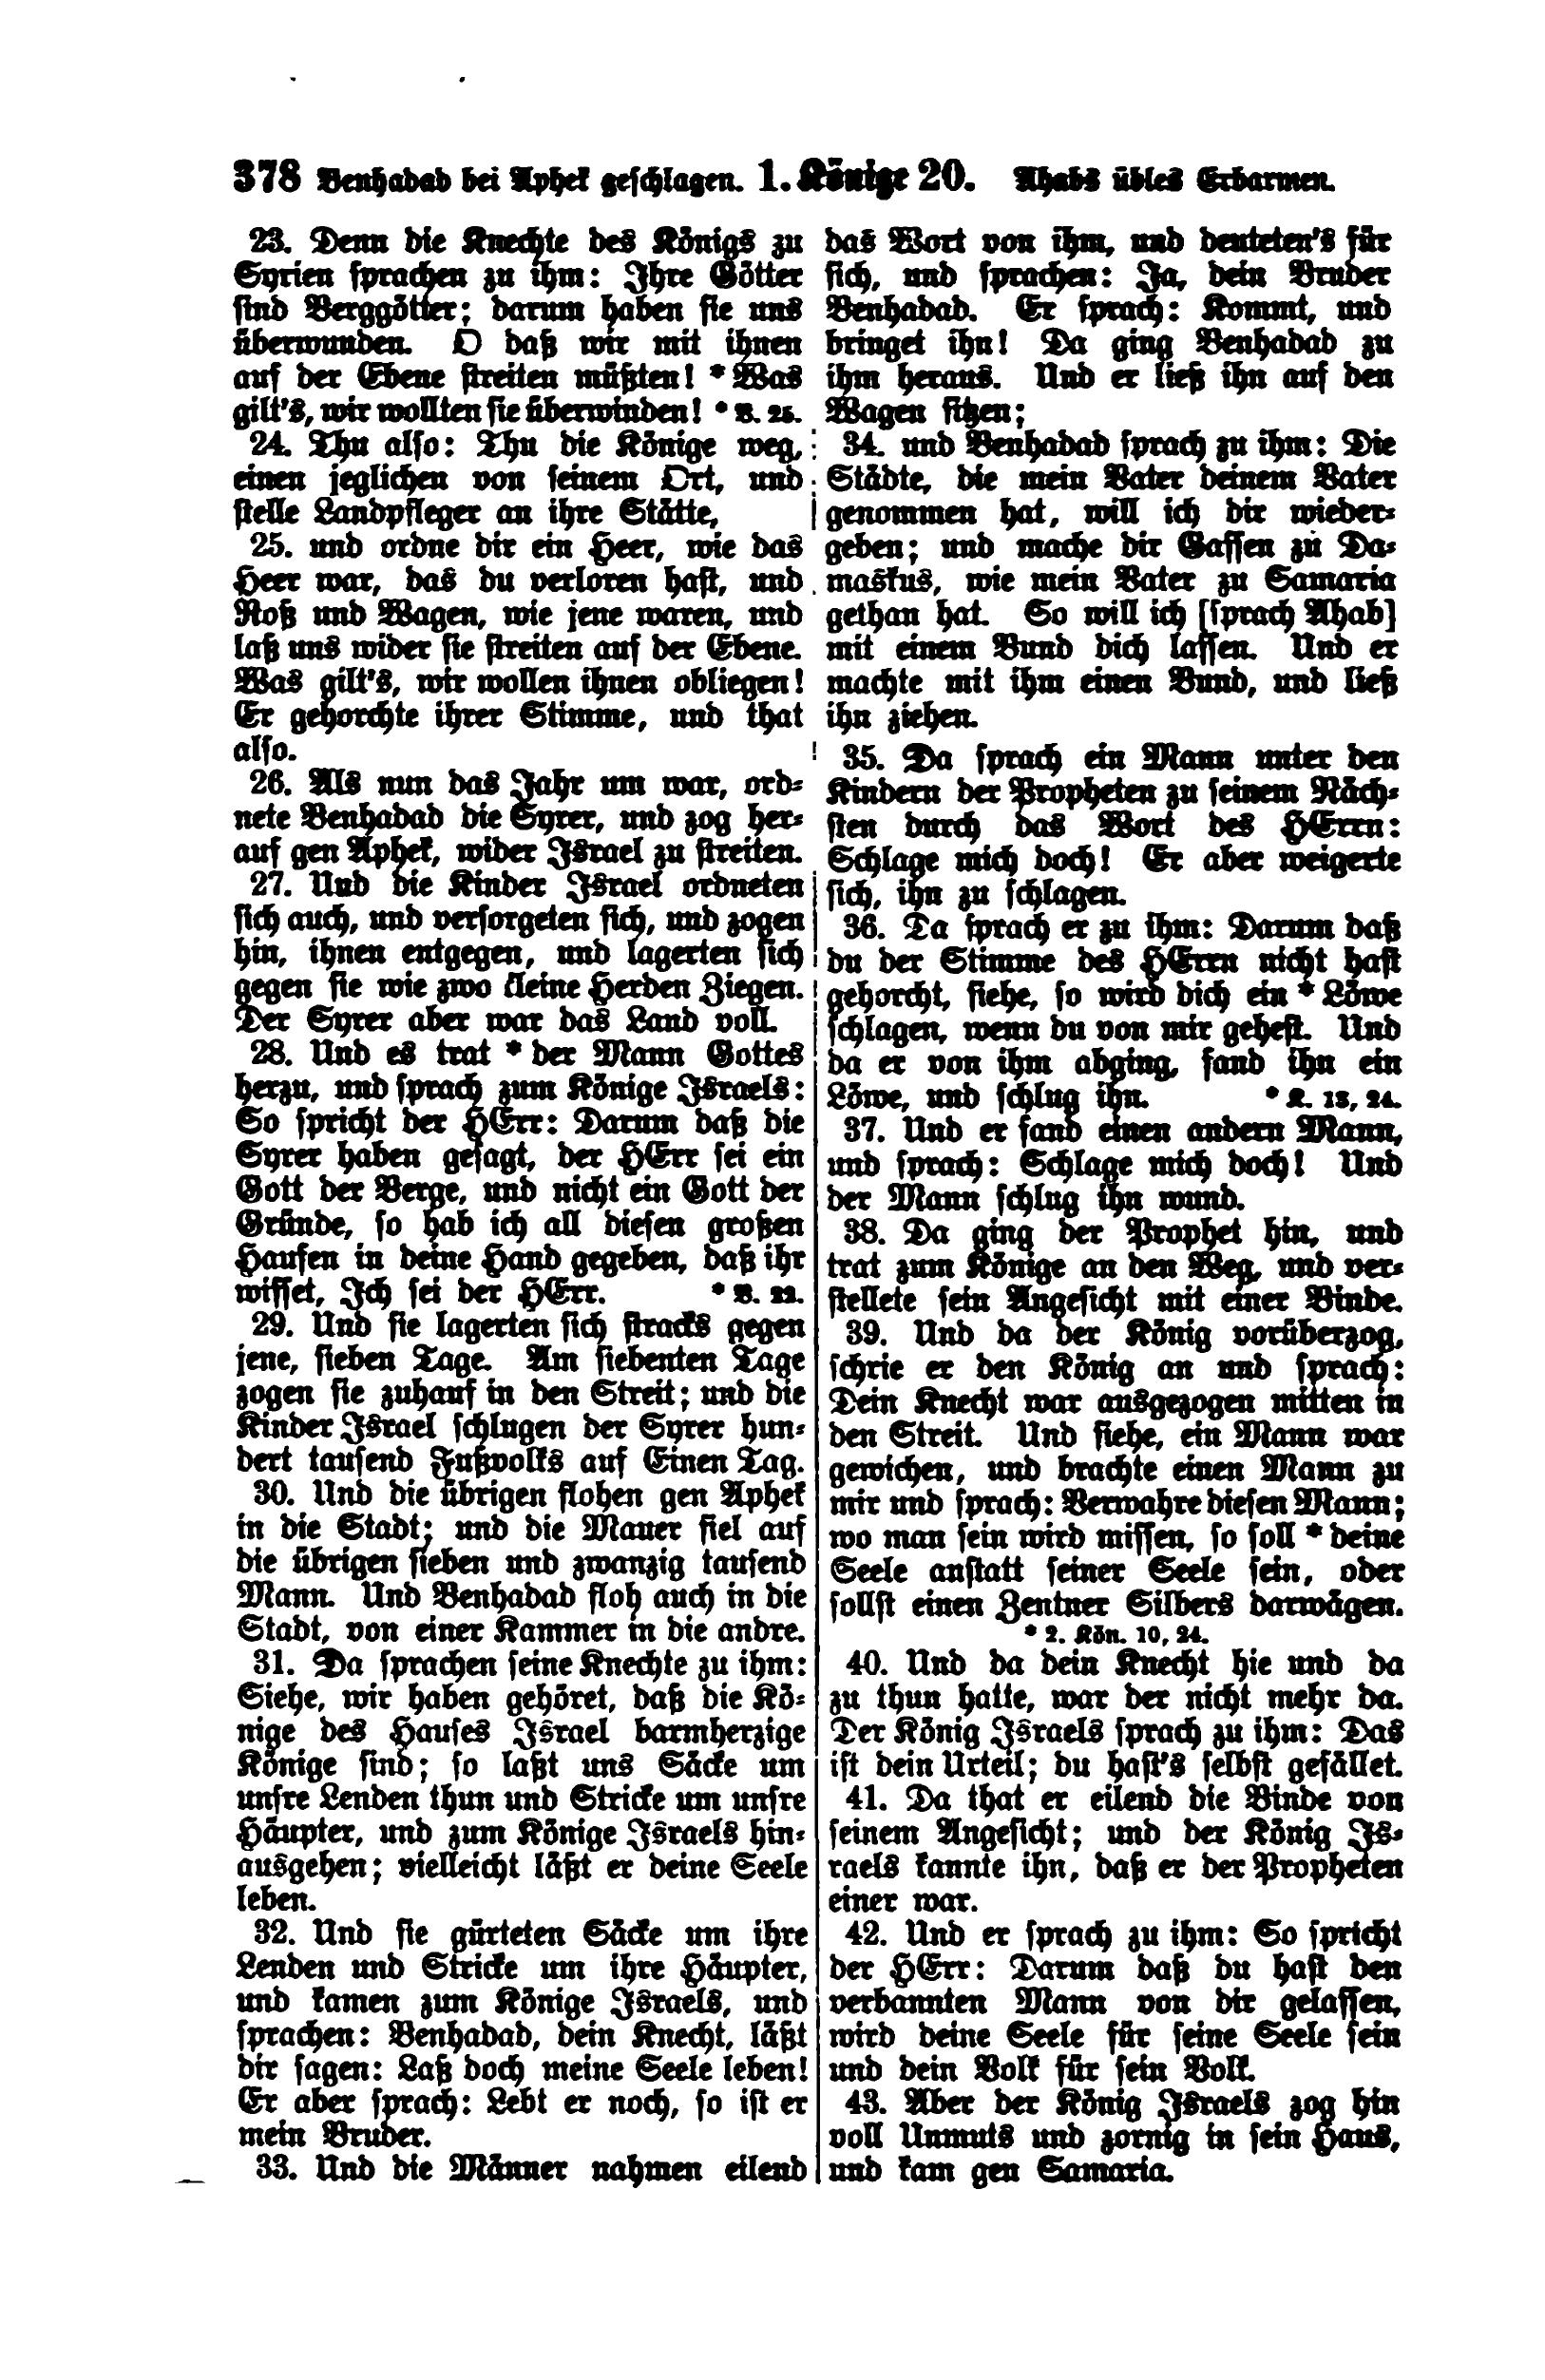 378 Benhadad bei Aphek geschlagen. 1. Könige 20. Ahabs übles Erbarmen.
23. Denn die Knechte des Königs zu
Syrien sprachen zu ihm: Ihre Götter
sind Berggötter; darum haben sie uns
überwunden. O daß wir mit ihnen
auf der Ebene streiten müßten! * Was
gilt's, wir wollten sie überwinden! * V. 25.
24. Thu also: Thu die Könige weg,
einen jeglichen von seinem Ort, und
stelle Landpfleger an ihre Stätte,
25. und ordne dir ein Heer, wie das
Heer war, das du verloren hast, und
Roß und Wagen, wie jene waren, und
laß uns wider sie streiten auf der Ebene.
Was gilt's, wir wollen ihnen obliegen!
Er gehorchte ihrer Stimme, und that
also.
26. Als nun das Jahr um war, ord-
nete Benhadad die Syrer, und zog her-
auf gen Aphek, wider Israel zu streiten.
27. Und die Kinder Israel ordneten
sich auch, und versorgeten sich, und zogen
hin, ihnen entgegen, und lagerten sich
gegen sie wie zwo kleine Herden Ziegen.
Der Syrer aber war das Land voll.
28. Und es trat * der Mann Gottes
herzu, und sprach zum Könige Israels:
So spricht der HErr: Darum daß die
Syrer haben gesagt, der HErr sei ein
Gott der Berge, und nicht ein Gott der
Gründe, so hab ich all diesen großen
Haufen in deine Hand gegeben, daß ihr
wisset, Ich sei der HErr. * V. 22.
29. Und sie lagerten sich stracks gegen
jene, sieben Tage. Am siebenten Tage
zogen sie zuhauf in den Streit; und die
Kinder Israel schlugen der Syrer hun-
dert tausend Fußvolks auf Einen Tag.
30. Und die übrigen flohen gen Aphek
in die Stadt; und die Mauer fiel auf
die übrigen sieben und zwanzig tausend
Mann. Und Benhadad floh auch in die
Stadt, von einer Kammer in die andre.
31. Da sprachen seine Knechte zu ihm:
Siehe, wir haben gehöret, daß die Kö-
nige des Hauses Israel barmherzige
Könige sind; so laßt uns Säcke um
unsre Lenden thun und Stricke um unsre
Häupter, und zum Könige Israels hin-
ausgehen; vielleicht läßt er deine Seele
leben.
32. Und sie gürteten Säcke um ihre
Lenden und Stricke um ihre Häupter,
und kamen zum Könige Israels, und
sprachen: Benhadad, dein Knecht, läßt
dir sagen: Laß doch meine Seele leben!
Er aber sprach: Lebt er noch, so ist er
mein Bruder.
33. Und die Männer nahmen eilend
das Wort von ihm, und deuteten's für
sich, und sprachen: Ja, dein Bruder
Benhadad. Er sprach: Kommt, und
bringet ihn! Da ging Benhadad zu
ihm heraus. Und er ließ ihn auf den
Wagen sitzen;
34. und Benhadad sprach zu ihm: Die
Städte, die mein Vater deinem Vater
genommen hat, will ich dir wieder-
geben; und mache dir Gassen zu Da-
maskus, wie mein Vater zu Samaria
gethan hat. So will ich [sprach Ahab]
mit einem Bund dich lassen. Und er
machte mit ihm einen Bund, und ließ
ihn ziehen.
35. Da sprach ein Mann unter den
Kindern der Propheten zu seinem Näch-
sten durch das Wort des HErrn:
Schlage mich doch! Er aber weigerte
sich, ihn zu schlagen.
36. Da sprach er zu ihm: Darum daß
du der Stimme des HErrn nicht hast
gehorcht, siehe, so wird dich ein * Löwe
schlagen, wenn du von mir gehest. Und
da er von ihm abging, fand ihn ein
Löwe, und schlug ihn. * K. 13, 24.
37. Und er fand einen andern Mann,
und sprach: Schlage mich doch! Und
der Mann schlug ihn wund.
38. Da ging der Prophet hin, und
trat zum Könige an den Weg, und ver-
stellete sein Angesicht mit einer Binde.
39. Und da der König vorüberzog,
schrie er den König an und sprach:
Dein Knecht war ausgezogen mitten in
den Streit. Und siehe, ein Mann war
gewichen, und brachte einen Mann zu
mir und sprach: Verwahre diesen Mann;
wo man sein wird missen, so soll * deine
Seele anstatt seiner Seele sein, oder
sollst einen Zentner Silbers darwägen.
* 2. Kön. 10, 24.
40. Und da dein Knecht hie und da
zu thun hatte, war der nicht mehr da.
Der König Israels sprach zu ihm: Das
ist dein Urteil; du hast's selbst gefället.
41. Da that er eilend die Binde von
seinem Angesicht; und der König Is-
raels kannte ihn, daß er der Propheten
einer war.
42. Und er sprach zu ihm: So spricht
der HErr: Darum daß du hast den
verbannten Mann von dir gelassen,
wird deine Seele für seine Seele sein
und dein Volk für sein Volk.
43. Aber der König Israels zog hin
voll Unmuts und zornig in sein Haus,
und kam gen Samaria.